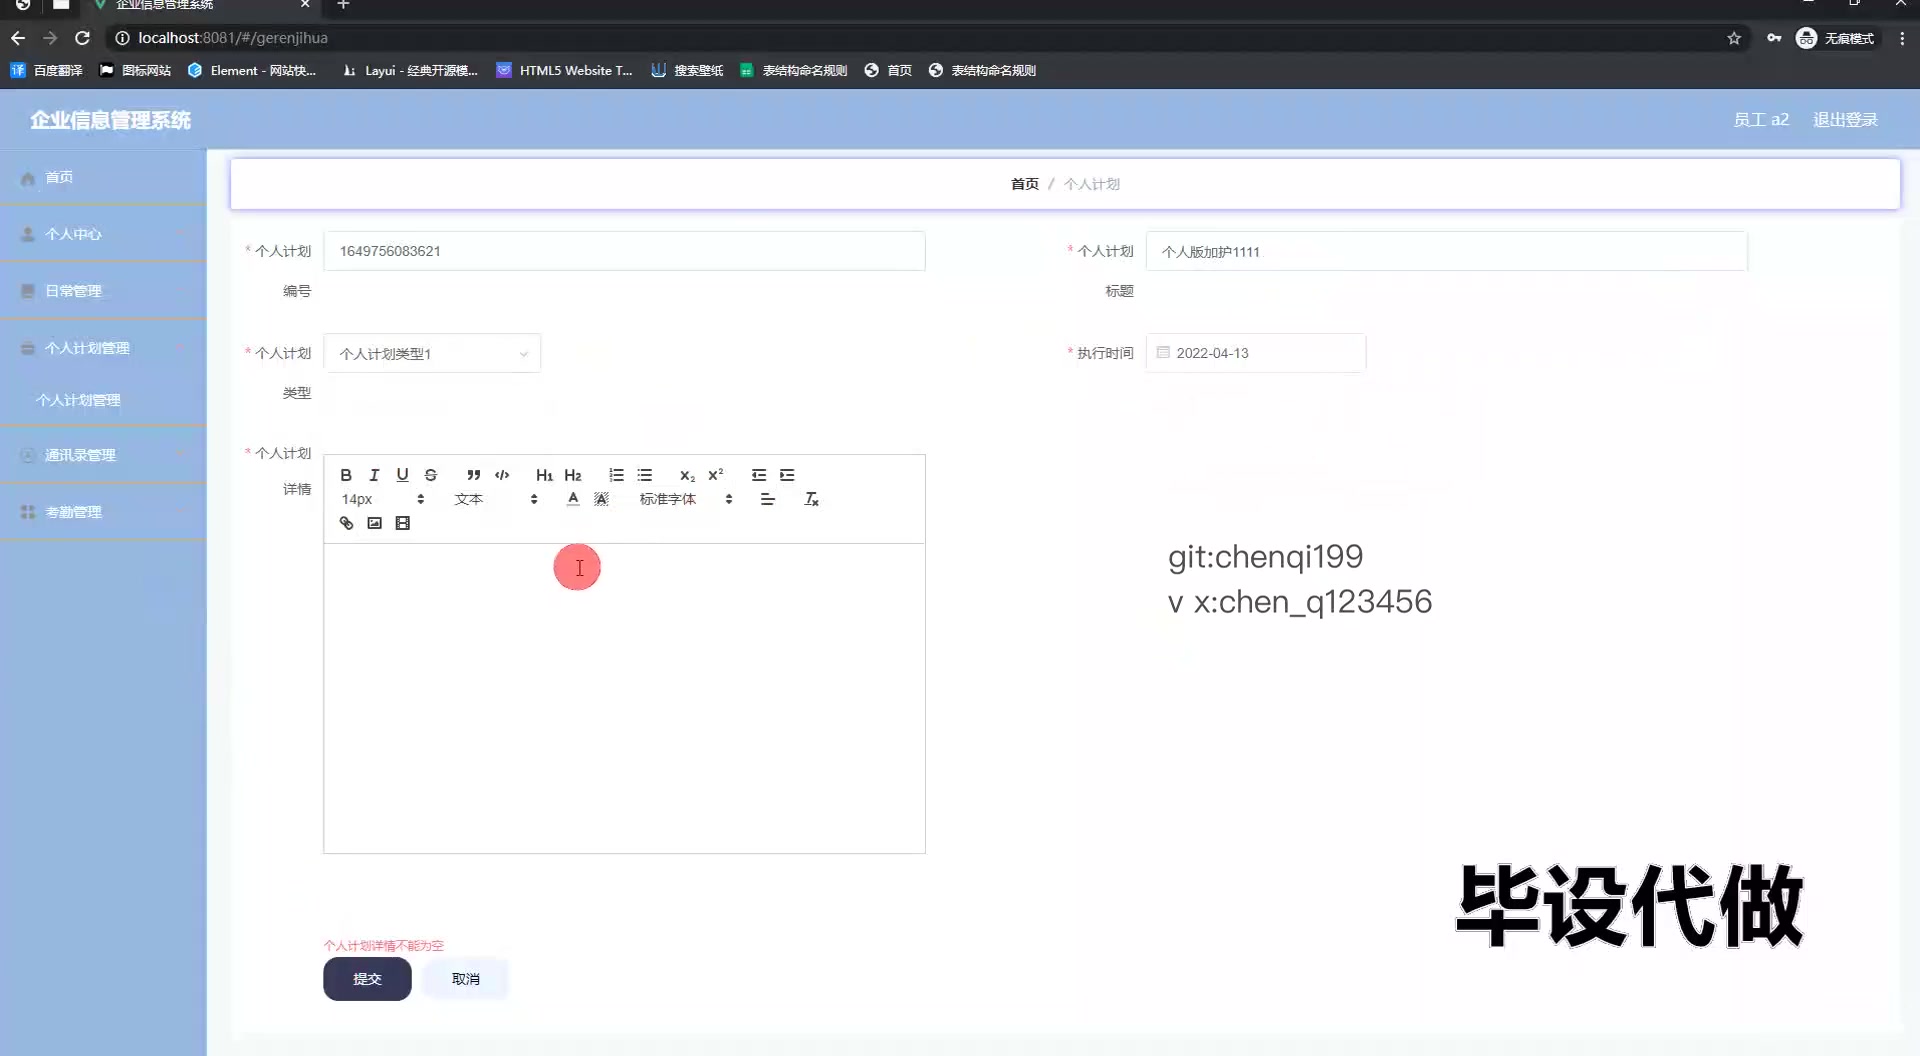 企业信息管理系统
localhost:8081/#/gerenjihua
无痕模式
百度翻译
图标网站
Element - 网站快...
Layui - 经典开源模...
HTML5 Website T...
搜索壁纸
表结构命名规则
首页
表结构命名规则
企业信息管理系统
员工 a2
退出登录
首页
个人中心
日常管理
个人计划管理
个人计划管理
通讯录管理
考勤管理
首页 / 个人计划
* 个人计划
编号
1649756083621
* 个人计划
标题
个人版加护1111
* 个人计划
类型
个人计划类型1
* 执行时间
2022-04-13
* 个人计划
详情
B I U S H1 H2 x₂ x²
14px 文本 A A 标准字体 Tx
git:chenqi199
v x:chen_q123456
毕设代做
个人计划详情不能为空
提交
取消